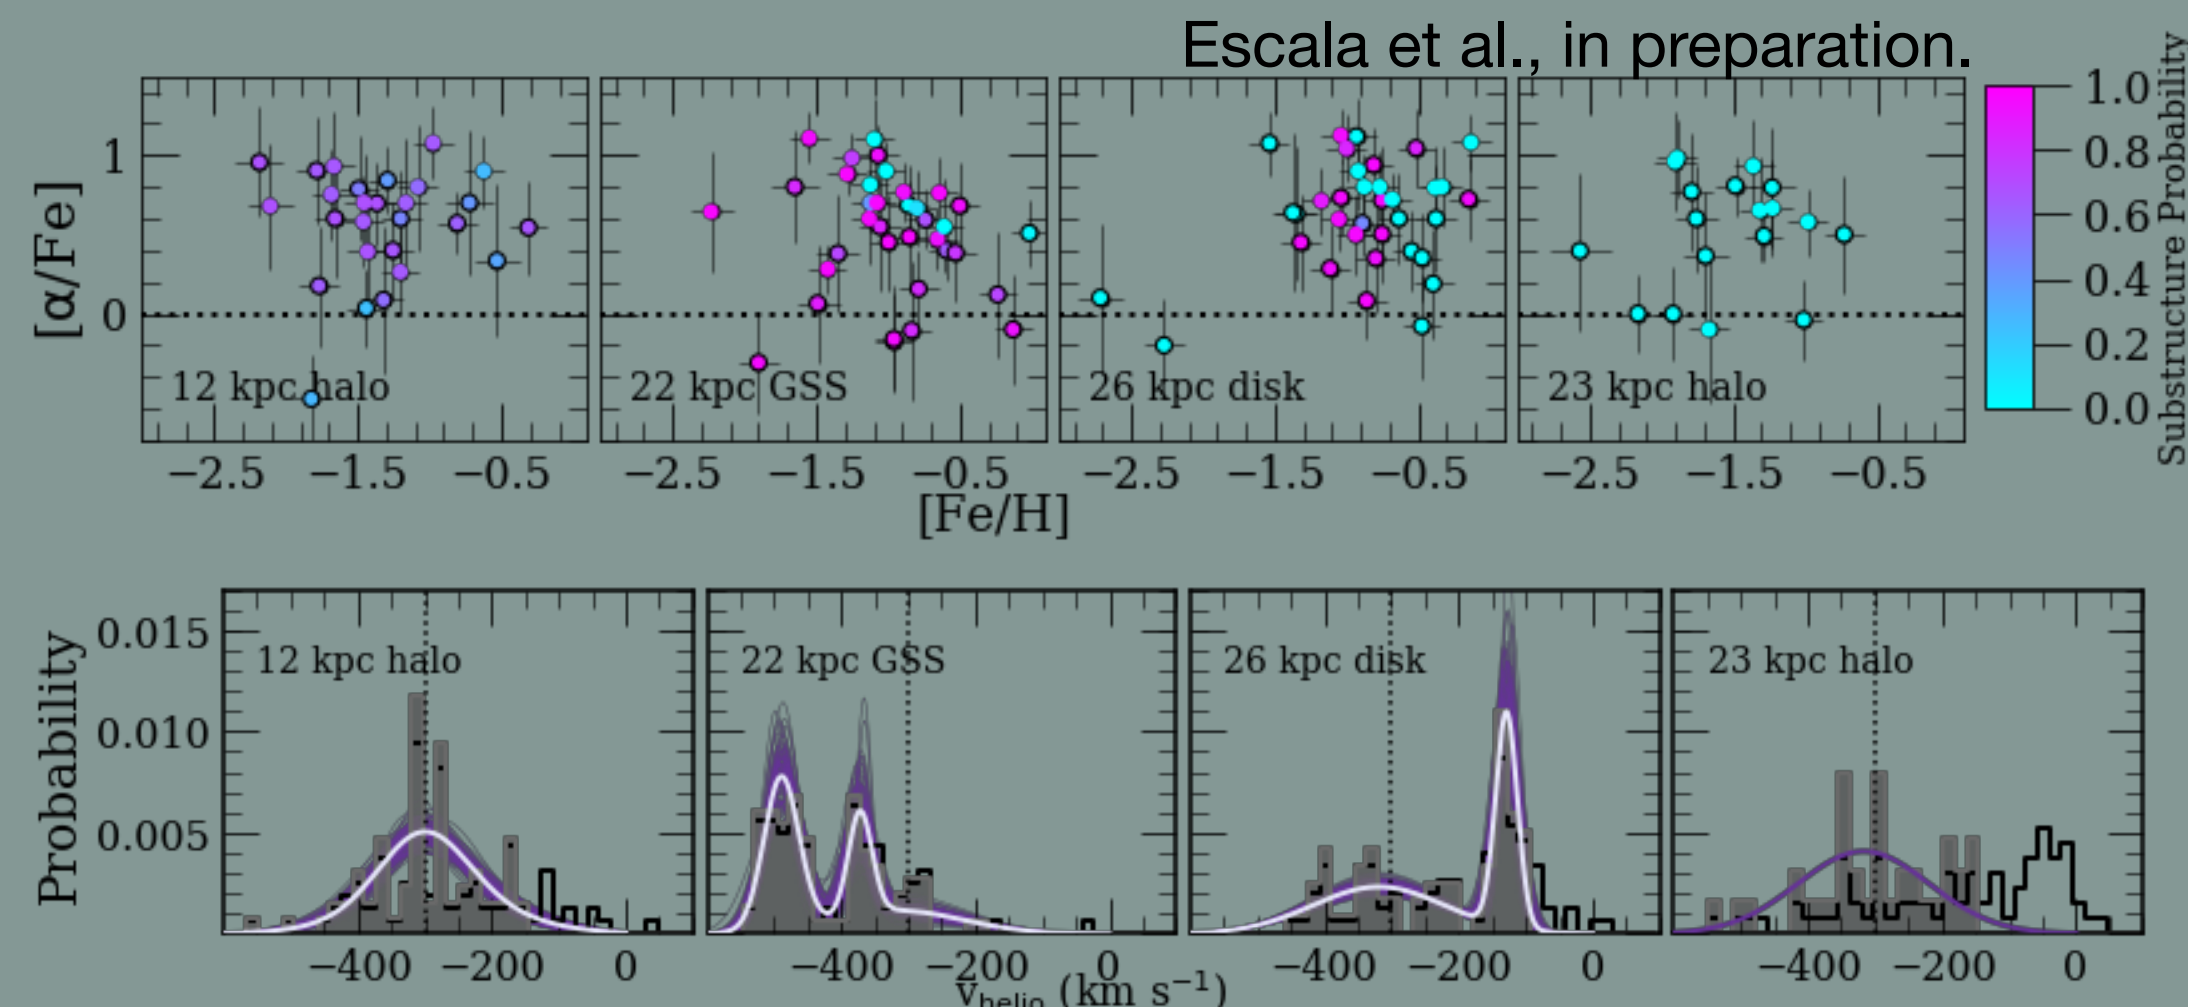 Escala et al., in preparation.
[α/Fe]
1
0
12 kpc halo
22 kpc GSS
26 kpc disk
23 kpc halo
−2.5 −1.5 −0.5
−2.5 −1.5 −0.5
−2.5 −1.5 −0.5
−2.5 −1.5 −0.5
[Fe/H]
1.0
0.8
0.6
0.4
0.2
0.0
Substructure Probability
Probability
0.015
0.010
0.005
12 kpc halo
22 kpc GSS
26 kpc disk
23 kpc halo
−400 −200 0
−400 −200 0
−400 −200 0
−400 −200 0
vhelio (km s⁻¹)